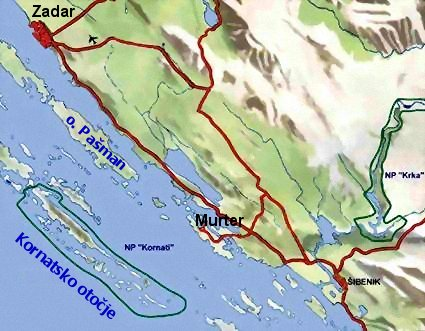 Zadar
o. Pašman
NP "Krka"
Murter
NP "Kornati"
Kornatsko otočje
ŠIBENIK